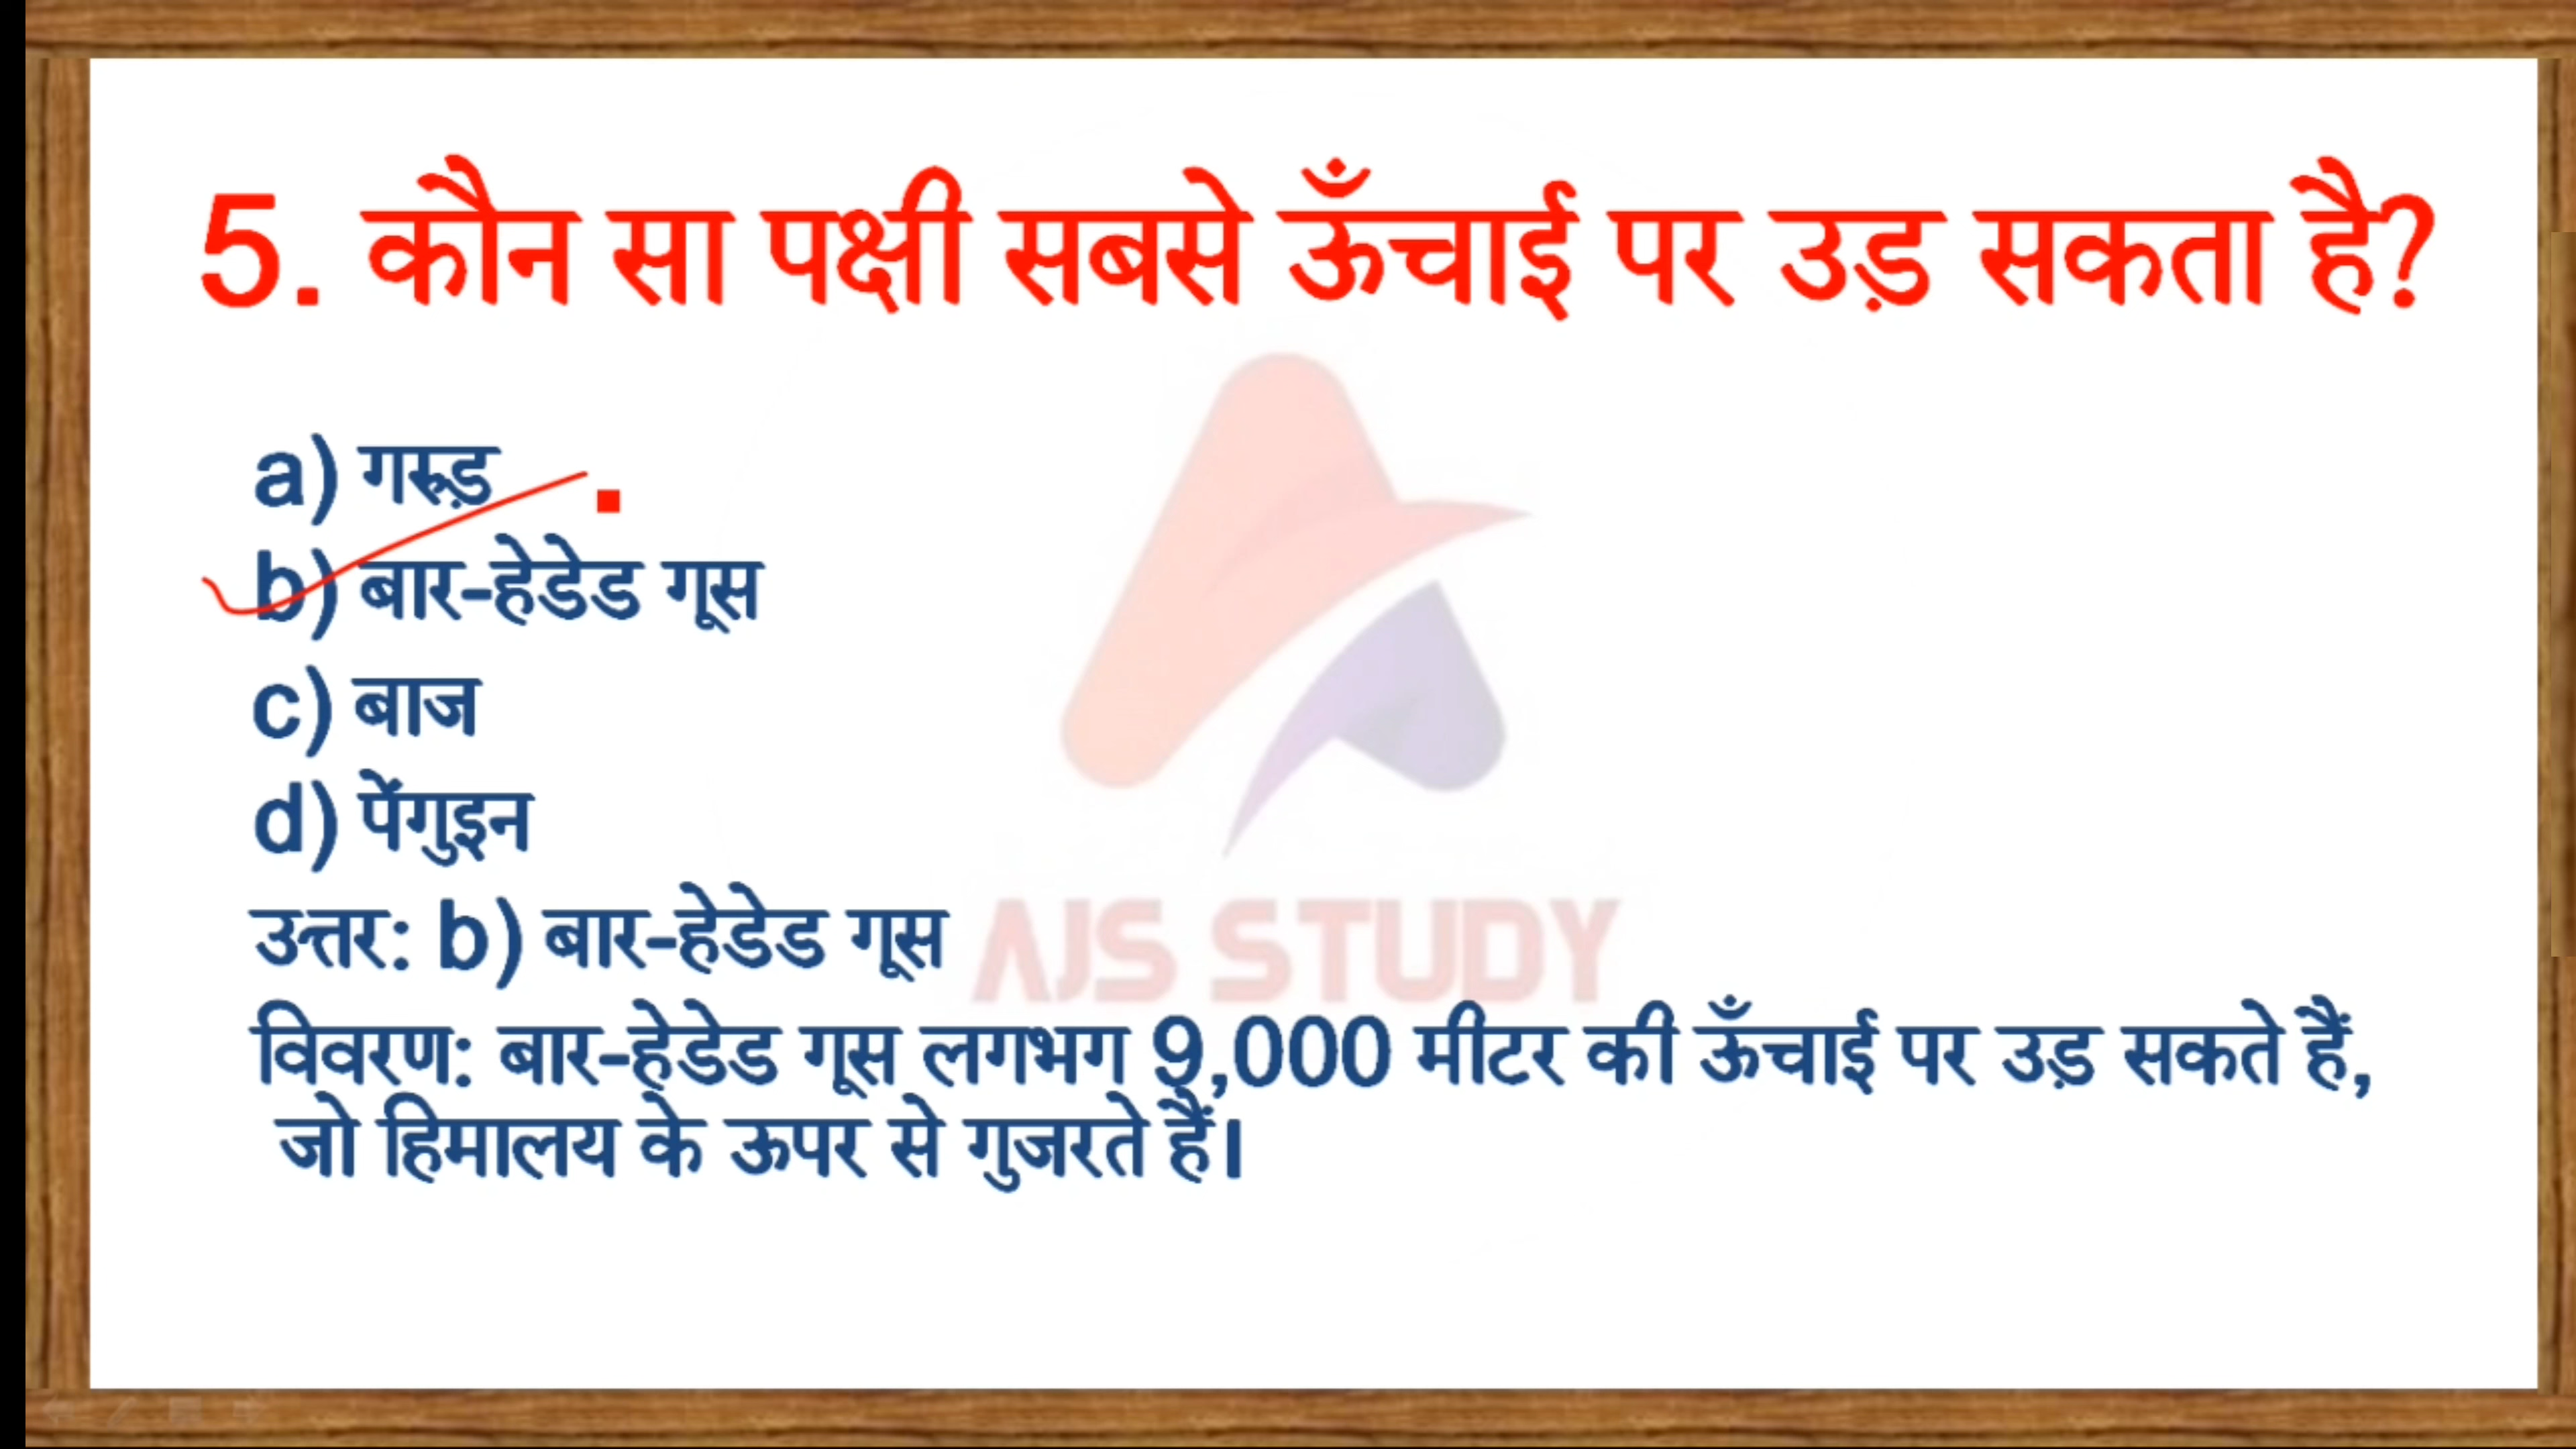 5. कौन सा पक्षी सबसे ऊँचाई पर उड़ सकता है?
a) गरुड़
b) बार-हेडेड गूस
c) बाज
d) पेंगुइन
उत्तर: b) बार-हेडेड गूस
AJS STUDY
विवरण: बार-हेडेड गूस लगभग 9,000 मीटर की ऊँचाई पर उड़ सकते हैं,
जो हिमालय के ऊपर से गुजरते हैं।